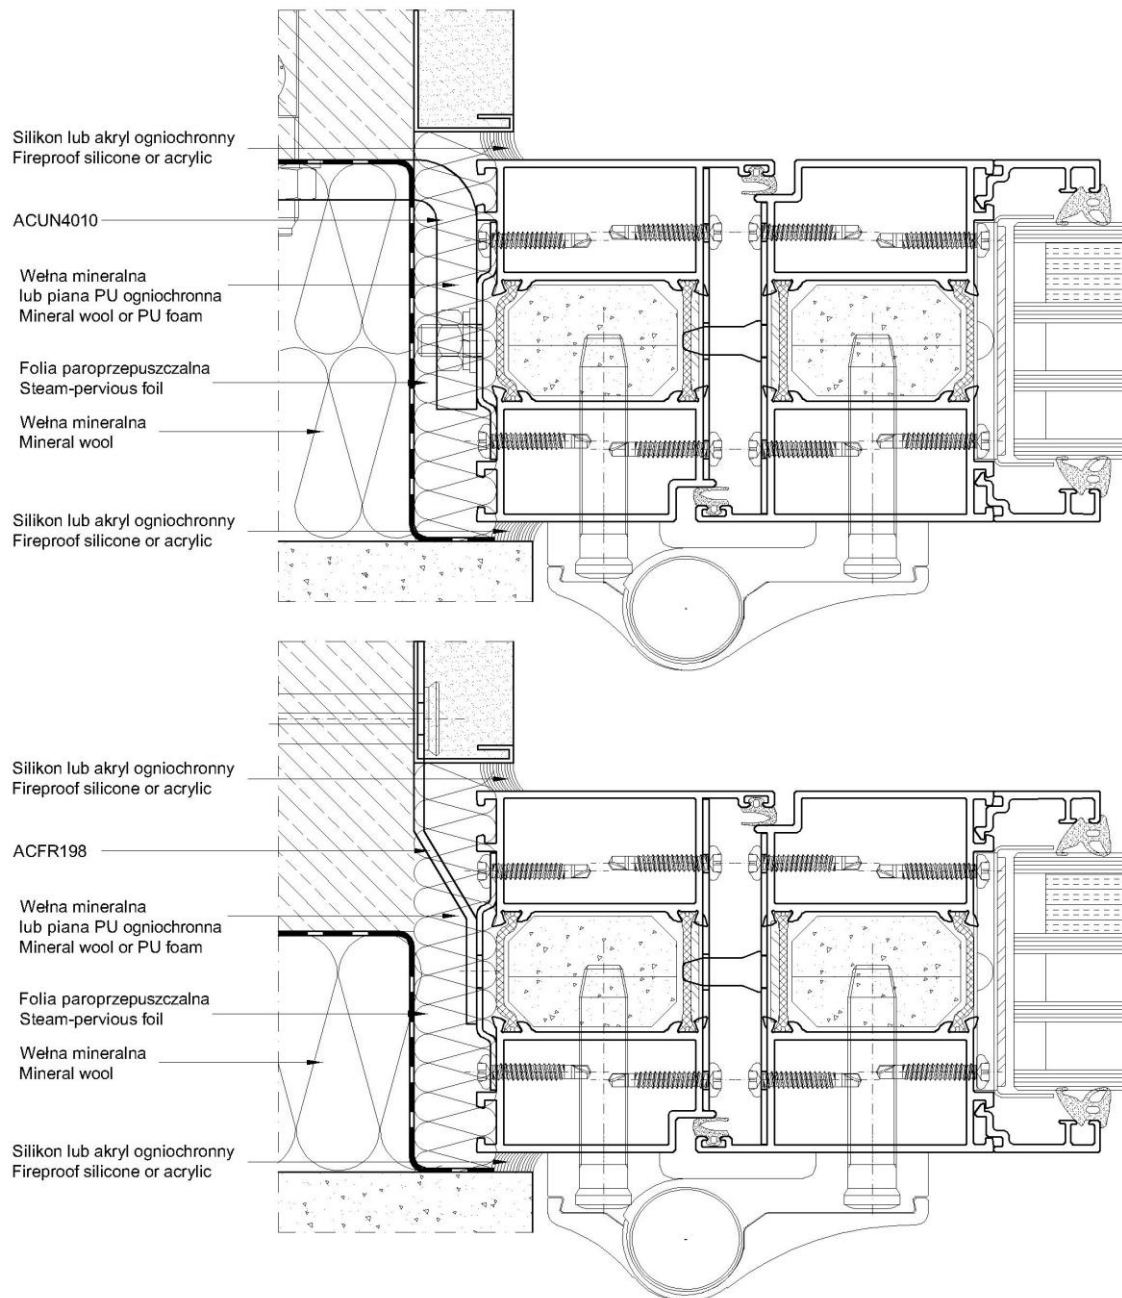 Silikon lub akryl ogniochronny
Fireproof silicone or acrylic
ACUN4010
Wełna mineralna
lub piana PU ogniochronna
Mineral wool or PU foam
Folia paroprzepuszczalna
Steam-pervious foil
Wełna mineralna
Mineral wool
Silikon lub akryl ogniochronny
Fireproof silicone or acrylic
Silikon lub akryl ogniochronny
Fireproof silicone or acrylic
ACFR198
Wełna mineralna
lub piana PU ogniochronna
Mineral wool or PU foam
Folia paroprzepuszczalna
Steam-pervious foil
Wełna mineralna
Mineral wool
Silikon lub akryl ogniochronny
Fireproof silicone or acrylic